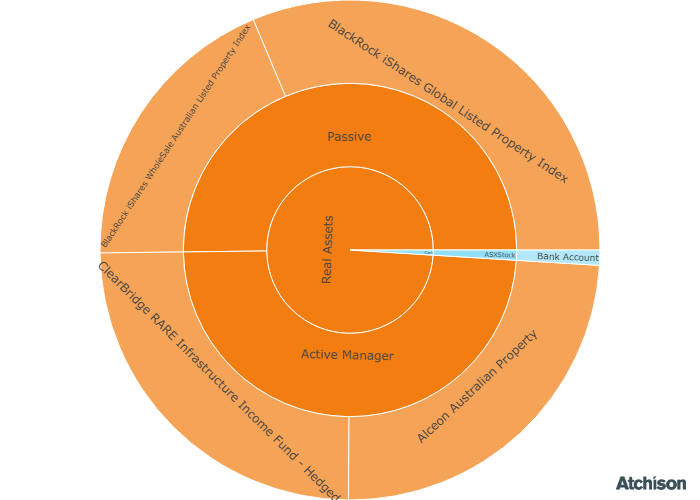 BlackRock iShares Global Listed Property Index
BlackRock iShares WholeSale Australian Listed Property Index
Passive
Real Assets
Cash
ASXStock
Bank Account
Active Manager
Alceon Australian Property
ClearBridge RARE Infrastructure Income Fund - Hedged
Atchison